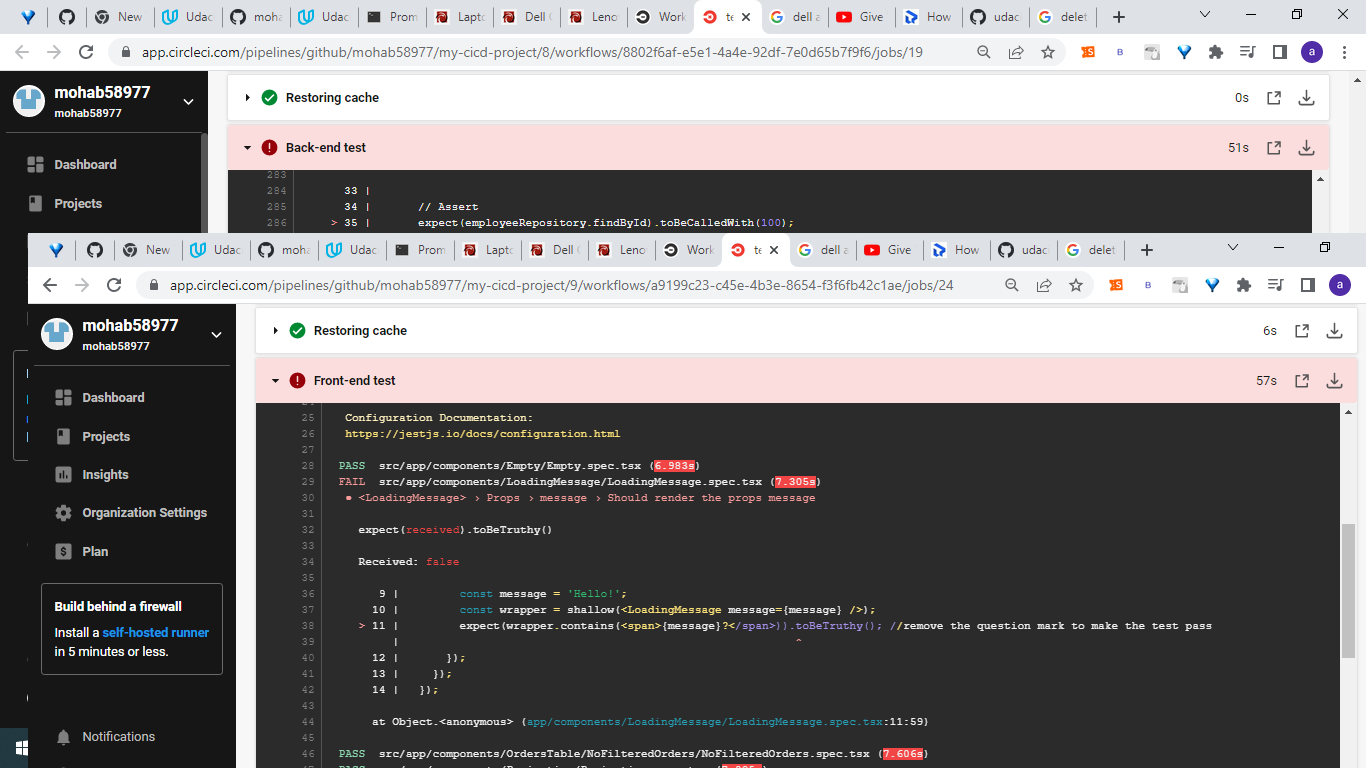 New
Udac
moha
Udac
Prom
Lapto
Dell
Leno
Work
te
dell a
Give
How
udac
delet
app.circleci.com/pipelines/github/mohab58977/my-cicd-project/8/workflows/8802f6af-e5e1-4a4e-92df-7e0d65b7f9f6/jobs/19
a
mohab58977
mohab58977
Dashboard
Projects
Restoring cache
0s
Back-end test
51s
283
284 33 |
285 34 | // Assert
286 > 35 | expect(employeeRepository.findById).toBeCalledWith(100);
New
Udac
moha
Udac
Prom
Lapto
Dell
Leno
Work
te
dell a
Give
How
udac
delet
app.circleci.com/pipelines/github/mohab58977/my-cicd-project/9/workflows/a9199c23-c45e-4b3e-8654-f3f6fb42c1ae/jobs/24
a
mohab58977
mohab58977
Dashboard
Projects
Insights
Organization Settings
Plan
Build behind a firewall
Install a self-hosted runner
in 5 minutes or less.
Notifications
Restoring cache
6s
Front-end test
57s
25 Configuration Documentation:
26 https://jestjs.io/docs/configuration.html
27
28 PASS src/app/components/Empty/Empty.spec.tsx (6.983s)
29 FAIL src/app/components/LoadingMessage/LoadingMessage.spec.tsx (7.305s)
30 ● <LoadingMessage> › Props › message › Should render the props message
31
32 expect(received).toBeTruthy()
33
34 Received: false
35
36 9 | const message = 'Hello!';
37 10 | const wrapper = shallow(<LoadingMessage message={message} />);
38 > 11 | expect(wrapper.contains(<span>{message}?</span>)).toBeTruthy(); //remove the question mark to make the test pass
39 | ^
40 12 | });
41 13 | });
42 14 | });
43
44 at Object.<anonymous> (app/components/LoadingMessage/LoadingMessage.spec.tsx:11:59)
45
46 PASS src/app/components/OrdersTable/NoFilteredOrders/NoFilteredOrders.spec.tsx (7.606s)